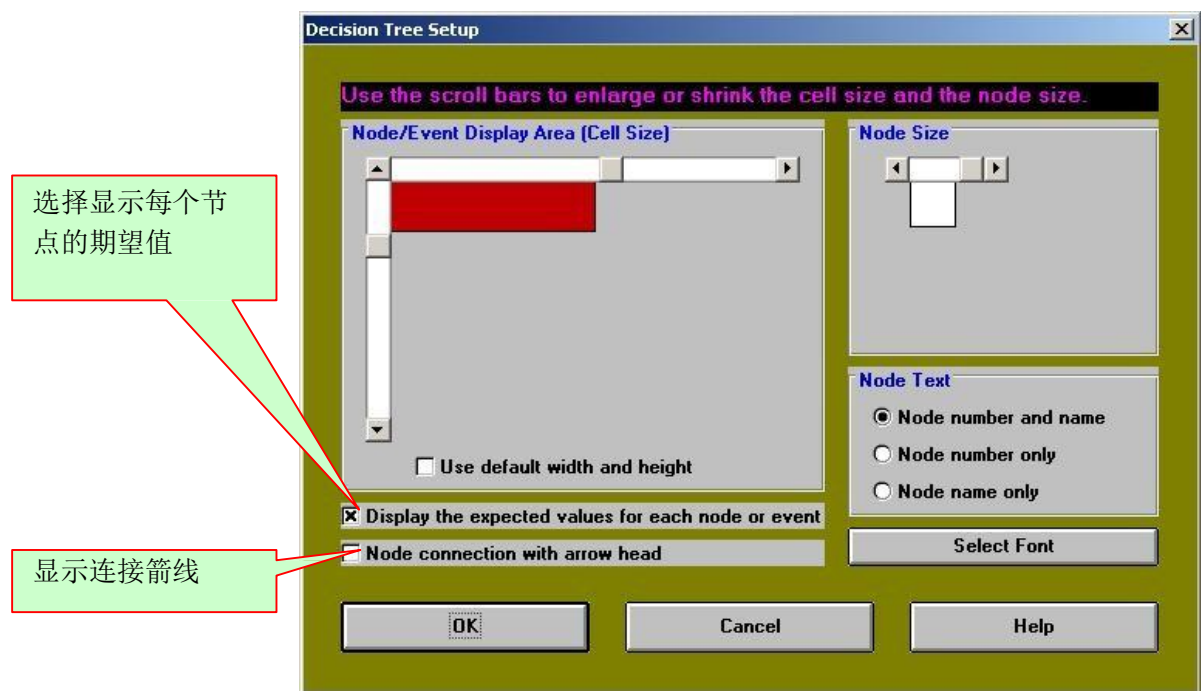 Decision Tree Setup
Use the scroll bars to enlarge or shrink the cell size and the node size.
Node/Event Display Area (Cell Size)
Node Size
选择显示每个节
点的期望值
Node Text
Node number and name
Node number only
Node name only
Use default width and height
Display the expected values for each node or event
Node connection with arrow head
显示连接箭线
Select Font
OK
Cancel
Help